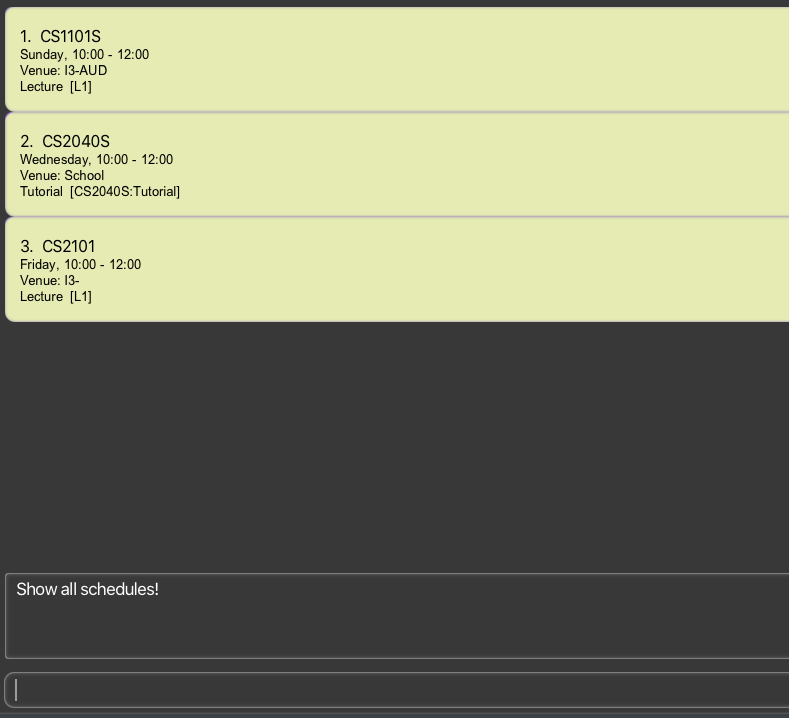 1. CS1101S
Sunday, 10:00 - 12:00
Venue: I3-AUD
Lecture [L1]
2. CS2040S
Wednesday, 10:00 - 12:00
Venue: School
Tutorial [CS2040S:Tutorial]
3. CS2101
Friday, 10:00 - 12:00
Venue: I3-
Lecture [L1]
Show all schedules!